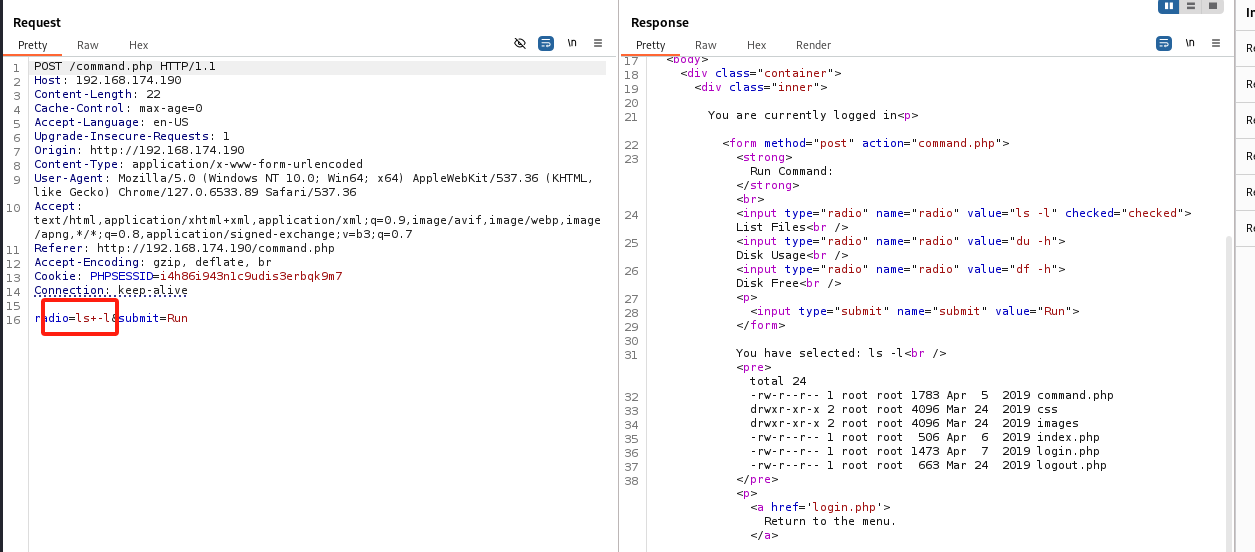 Request
Pretty Raw Hex \n
1 POST /command.php HTTP/1.1
2 Host: 192.168.174.190
3 Content-Length: 22
4 Cache-Control: max-age=0
5 Accept-Language: en-US
6 Upgrade-Insecure-Requests: 1
7 Origin: http://192.168.174.190
8 Content-Type: application/x-www-form-urlencoded
9 User-Agent: Mozilla/5.0 (Windows NT 10.0; Win64; x64) AppleWebKit/537.36 (KHTML,
like Gecko) Chrome/127.0.6533.89 Safari/537.36
10 Accept:
text/html,application/xhtml+xml,application/xml;q=0.9,image/avif,image/webp,image
/apng,*/*;q=0.8,application/signed-exchange;v=b3;q=0.7
11 Referer: http://192.168.174.190/command.php
12 Accept-Encoding: gzip, deflate, br
13 Cookie: PHPSESSID=i4h86i943n1c9udis3erbqk9m7
14 Connection: keep-alive
15
16 radio=ls+-l&submit=Run
Response
Pretty Raw Hex Render \n
17 <body>
18 <div class="container">
19 <div class="inner">
20
21 You are currently logged in<p>
22 <form method="post" action="command.php">
23 <strong>
Run Command:
</strong>
<br>
24 <input type="radio" name="radio" value="ls -l" checked="checked">
List Files<br />
25 <input type="radio" name="radio" value="du -h">
Disk Usage<br />
26 <input type="radio" name="radio" value="df -h">
Disk Free<br />
27 <p>
28 <input type="submit" name="submit" value="Run">
29 </form>
30
31 You have selected: ls -l<br />
<pre>
total 24
32 -rw-r--r-- 1 root root 1783 Apr 5 2019 command.php
33 drwxr-xr-x 2 root root 4096 Mar 24 2019 css
34 drwxr-xr-x 2 root root 4096 Mar 24 2019 images
35 -rw-r--r-- 1 root root 506 Apr 6 2019 index.php
36 -rw-r--r-- 1 root root 1473 Apr 7 2019 login.php
37 -rw-r--r-- 1 root root 663 Mar 24 2019 logout.php
38 </pre>
<p>
<a href='login.php'>
Return to the menu.
</a>
In
Re
Re
Re
Re
Re
Re